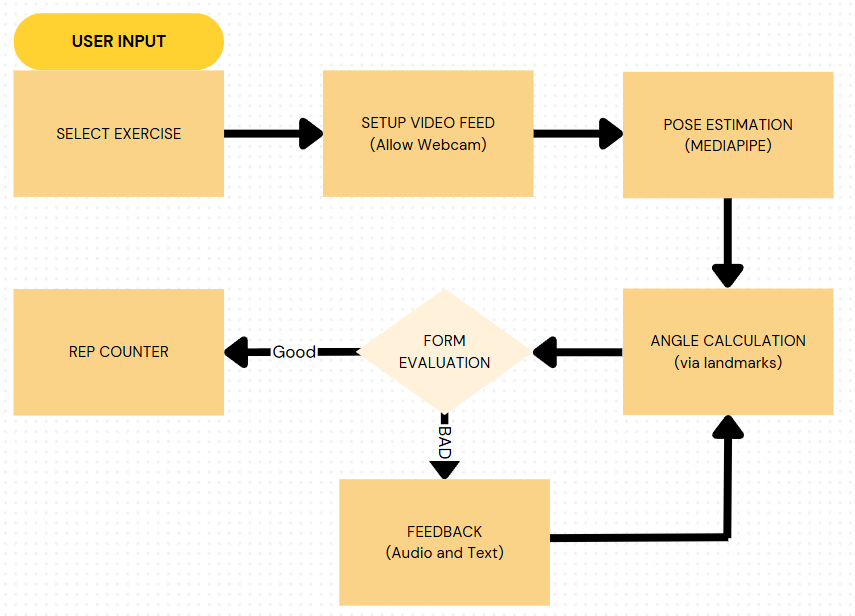 USER INPUT
SELECT EXERCISE
SETUP VIDEO FEED
(Allow Webcam)
POSE ESTIMATION
(MEDIAPIPE)
REP COUNTER
Good
FORM
EVALUATION
ANGLE CALCULATION
(via landmarks)
BAD
FEEDBACK
(Audio and Text)